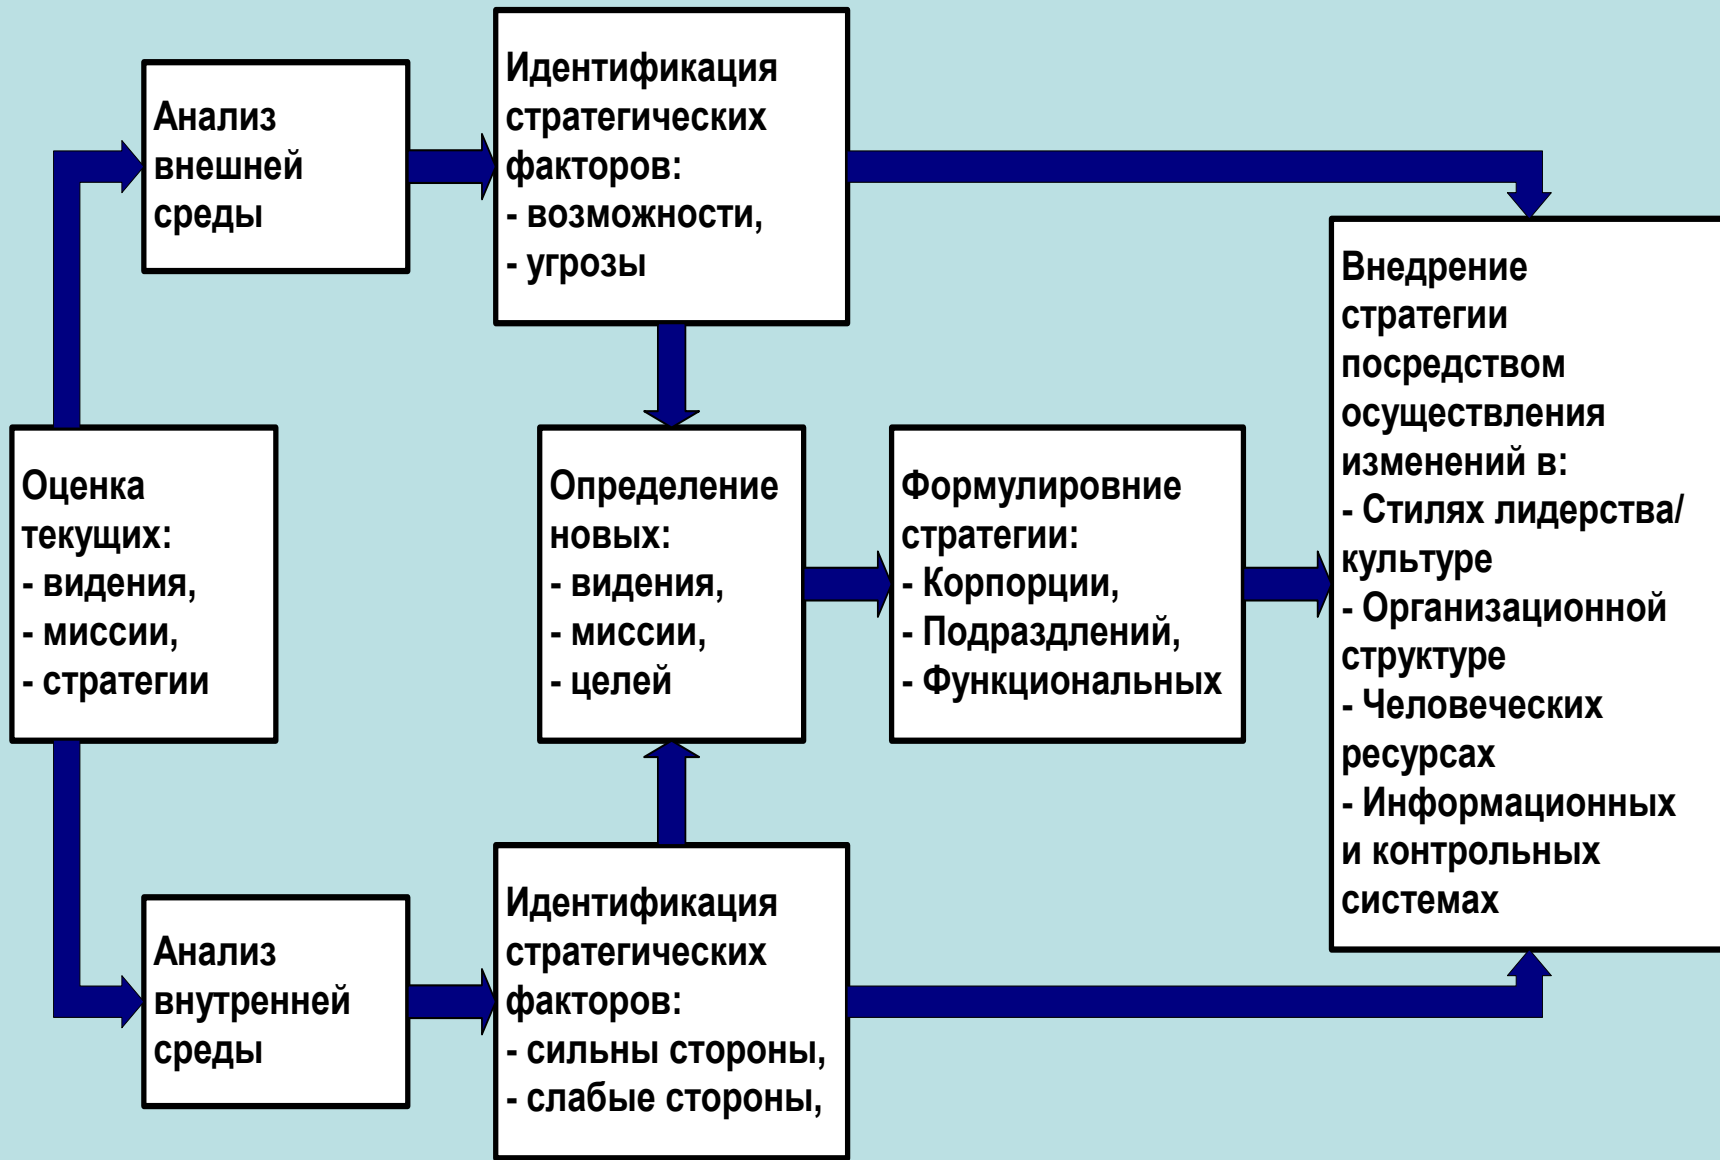 Анализ
внешней
среды
Идентификация
стратегических
факторов:
- возможности,
- угрозы
Оценка
текущих:
- видения,
- миссии,
- стратегии
Определение
новых:
- видения,
- миссии,
- целей
Формулировние
стратегии:
- Корпорции,
- Подраздлений,
- Функциональных
Внедрение
стратегии
посредством
осуществления
изменений в:
- Стилях лидерства/
культуре
- Организационной
структуре
- Человеческих
ресурсах
- Информационных
и контрольных
системах
Анализ
внутренней
среды
Идентификация
стратегических
факторов:
- сильны стороны,
- слабые стороны,